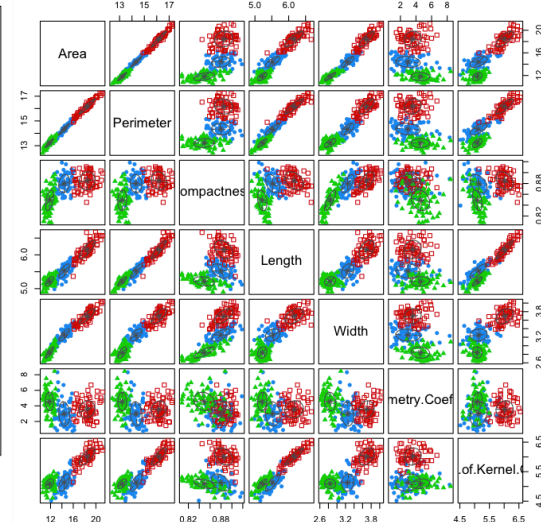 13 15 17
5.0 6.0
2 4 6 8
Area
12 16 20
13 15 17
Perimeter
ompactnes
0.82 0.88
5.0 6.0
Length
Width
2.6 3.2 3.8
2 4 6 8
metry.Coef
.of.Kernel.
4.5 5.5 6.5
12 16 20
0.82 0.88
2.6 3.2 3.8
4.5 5.5 6.5